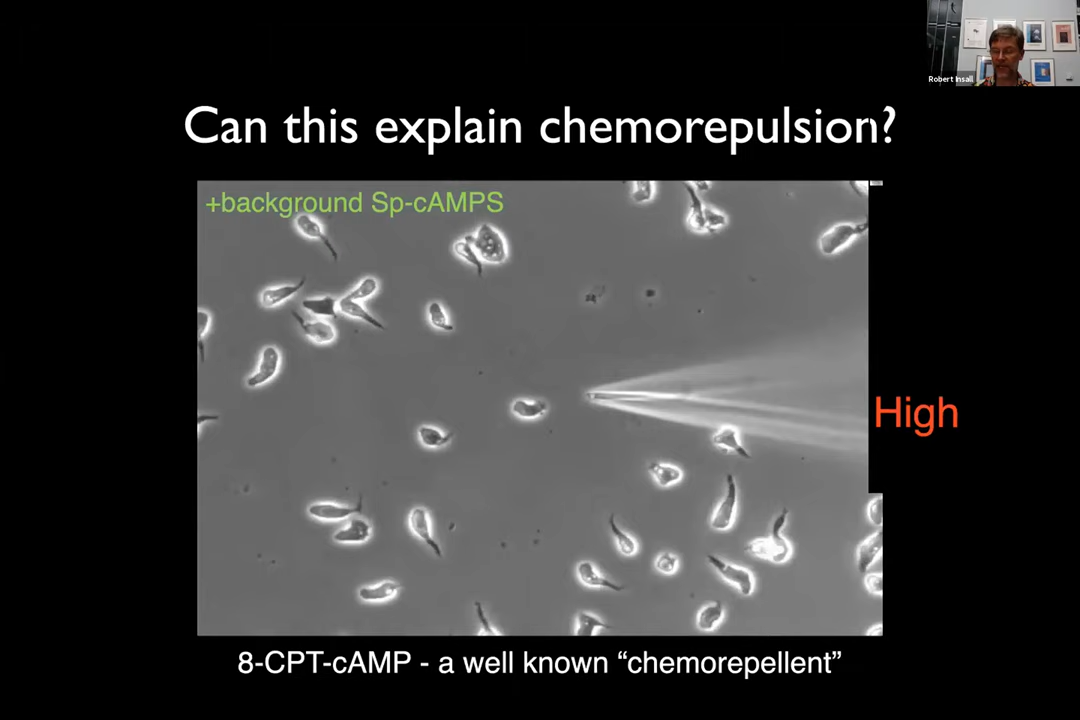 Robert Insall
Can this explain chemorepulsion?
+background Sp-cAMPS
High
8-CPT-cAMP - a well known “chemorepellent”